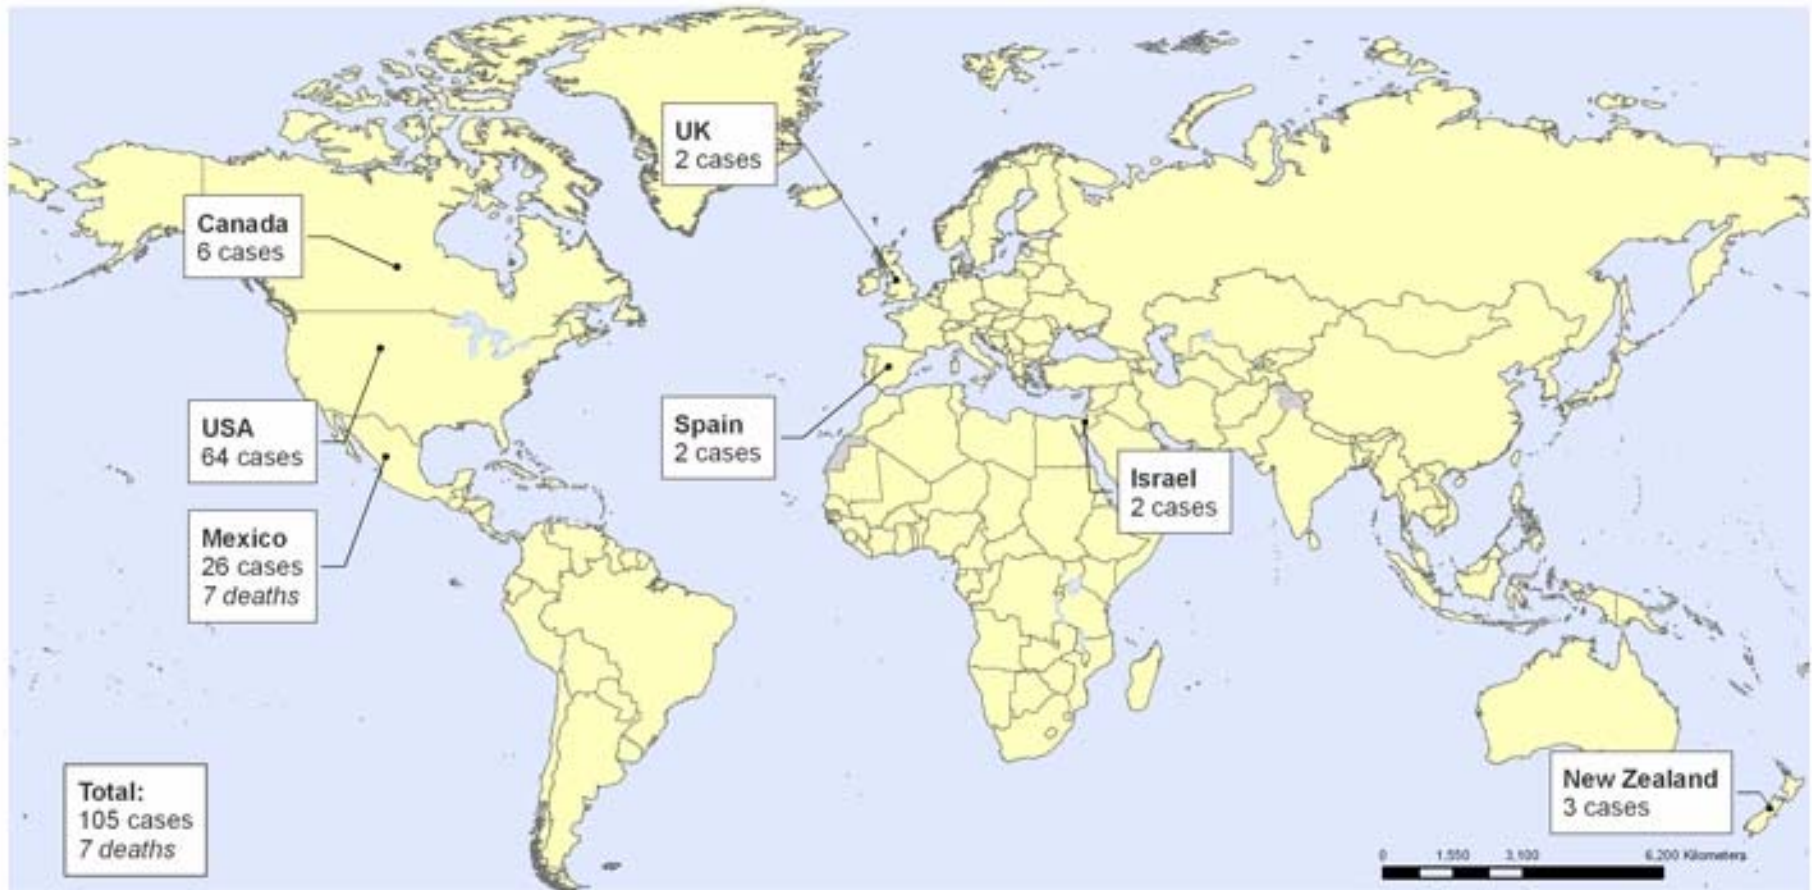 UK
2 cases
Canada
6 cases
USA
64 cases
Spain
2 cases
Israel
2 cases
Mexico
26 cases
7 deaths
New Zealand
3 cases
Total:
105 cases
7 deaths
0 1,550 3,100 6,200 Kilometers